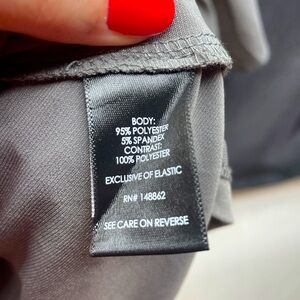 BODY:
95% POLYESTER
5% SPANDEX
CONTRAST:
100% POLYESTER
EXCLUSIVE OF ELASTIC
RN# 148862
SEE CARE ON REVERSE